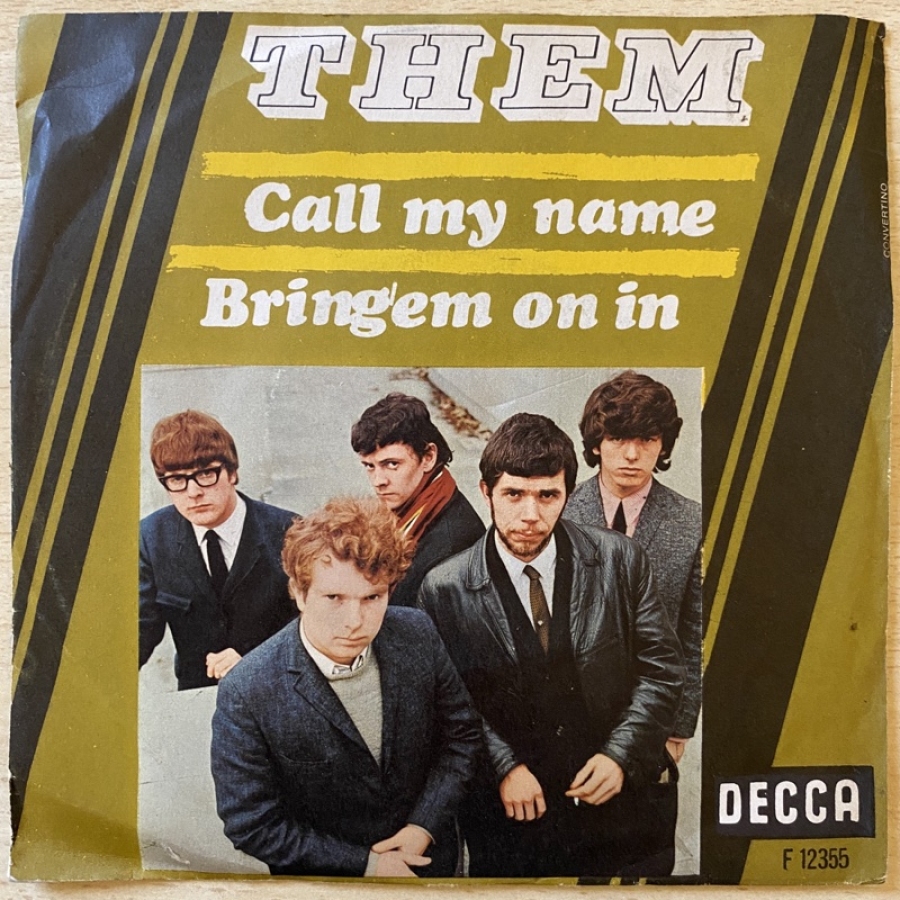 THEM
Call my name
Bring'em on in
CONVERTINO
DECCA
F 12355